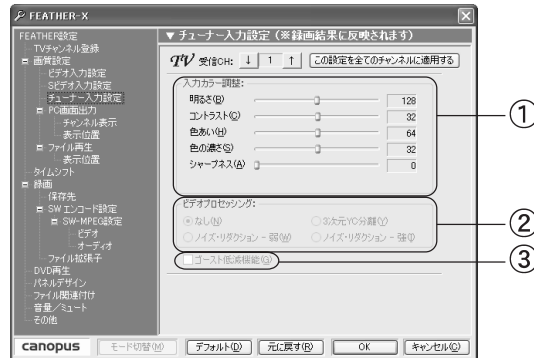 FEATHER-X
FEATHER設定
TVチャンネル登録
画質設定
ビデオ入力設定
Sビデオ入力設定
チューナー入力設定
PC画面出力
チャンネル表示
表示位置
ファイル再生
表示位置
タイムシフト
録画
保存先
SWエンコード設定
SW-MPEG設定
ビデオ
オーディオ
ファイル拡張子
DVD再生
パネルデザイン
ファイル関連付け
音量/ミュート
その他
▼ チューナー入力設定(※録画結果に反映されます)
TV 受信CH: ↓ 1 ↑ この設定を全てのチャンネルに適用する
入力カラー調整:
明るさ(B) 128
コントラスト(C) 32
色あい(H) 64
色の濃さ(S) 32
シャープネス(A) 0
①
ビデオプロセッシング:
なし(N) 3次元YC分離(Y)
ノイズ・リダクション - 弱(W) ノイズ・リダクション - 強(I)
②
ゴースト低減機能(G)
③
canopus モード切替(M) デフォルト(D) 元に戻す(R) OK キャンセル(C)